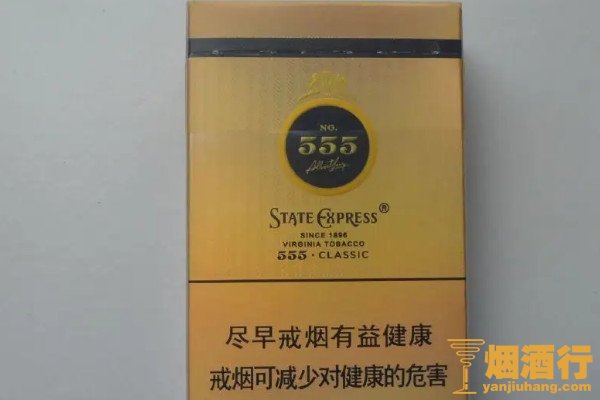 NO.
555
STATE EXPRESS®
SINCE 1896
VIRGINIA TOBACCO
555 · CLASSIC
尽早戒烟有益健康
戒烟可减少对健康的危害
烟酒行
yanjiuhang.com